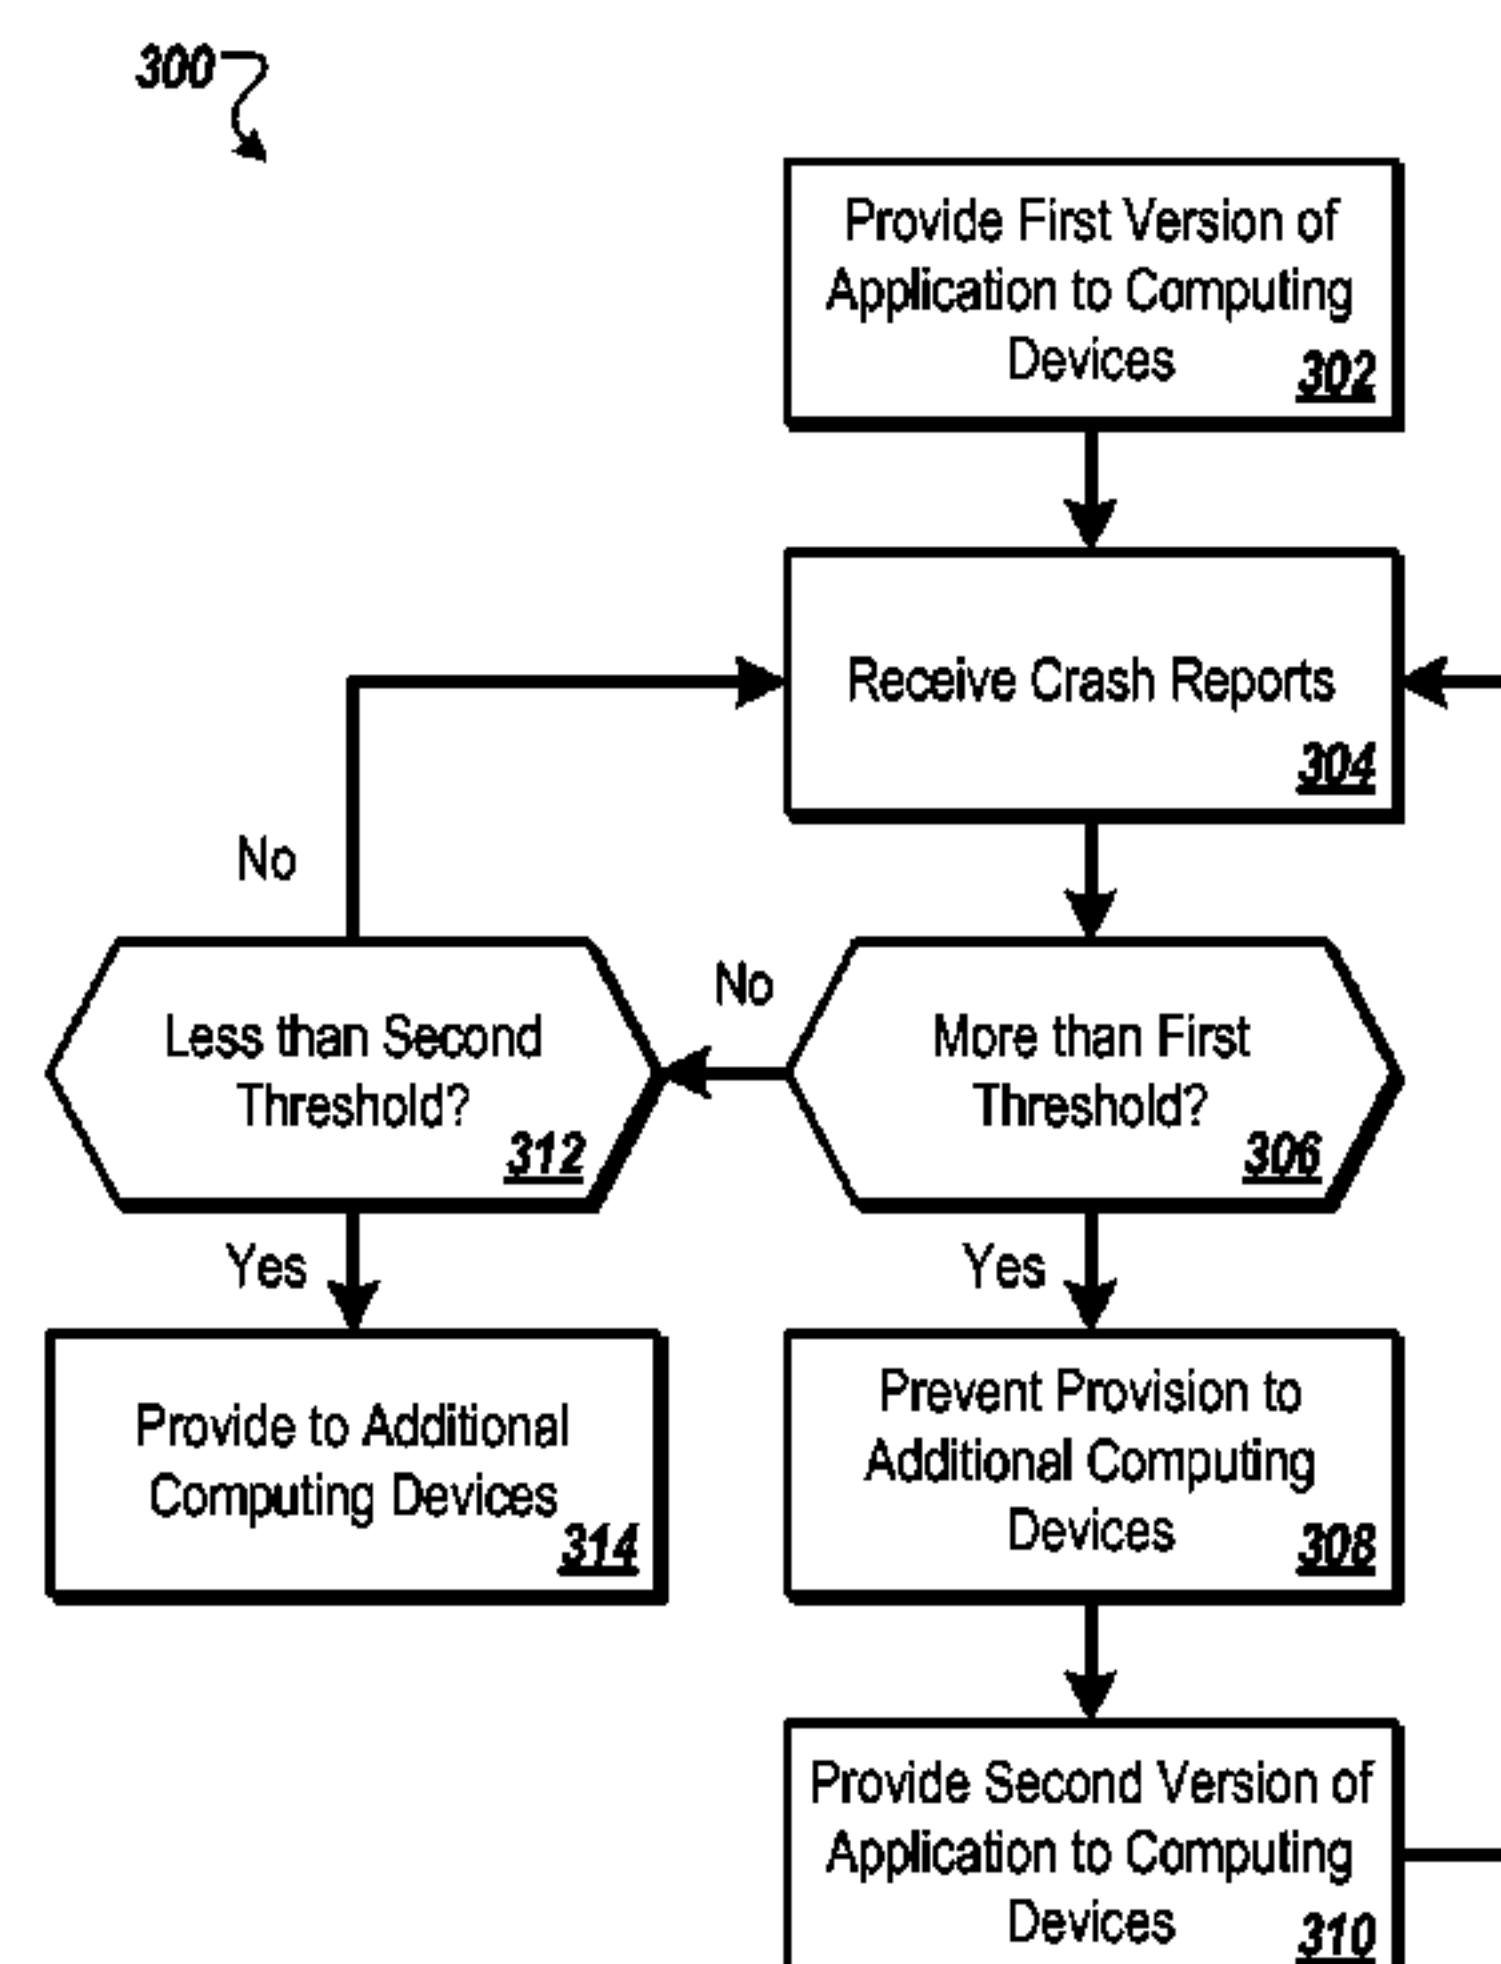 300
Provide First Version of
Application to Computing
Devices
302
Receive Crash Reports
304
No
Less than Second
Threshold?
312
No
More than First
Threshold?
306
Yes
Yes
Provide to Additional
Computing Devices
314
Prevent Provision to
Additional Computing
Devices
308
Provide Second Version of
Application to Computing
Devices
310